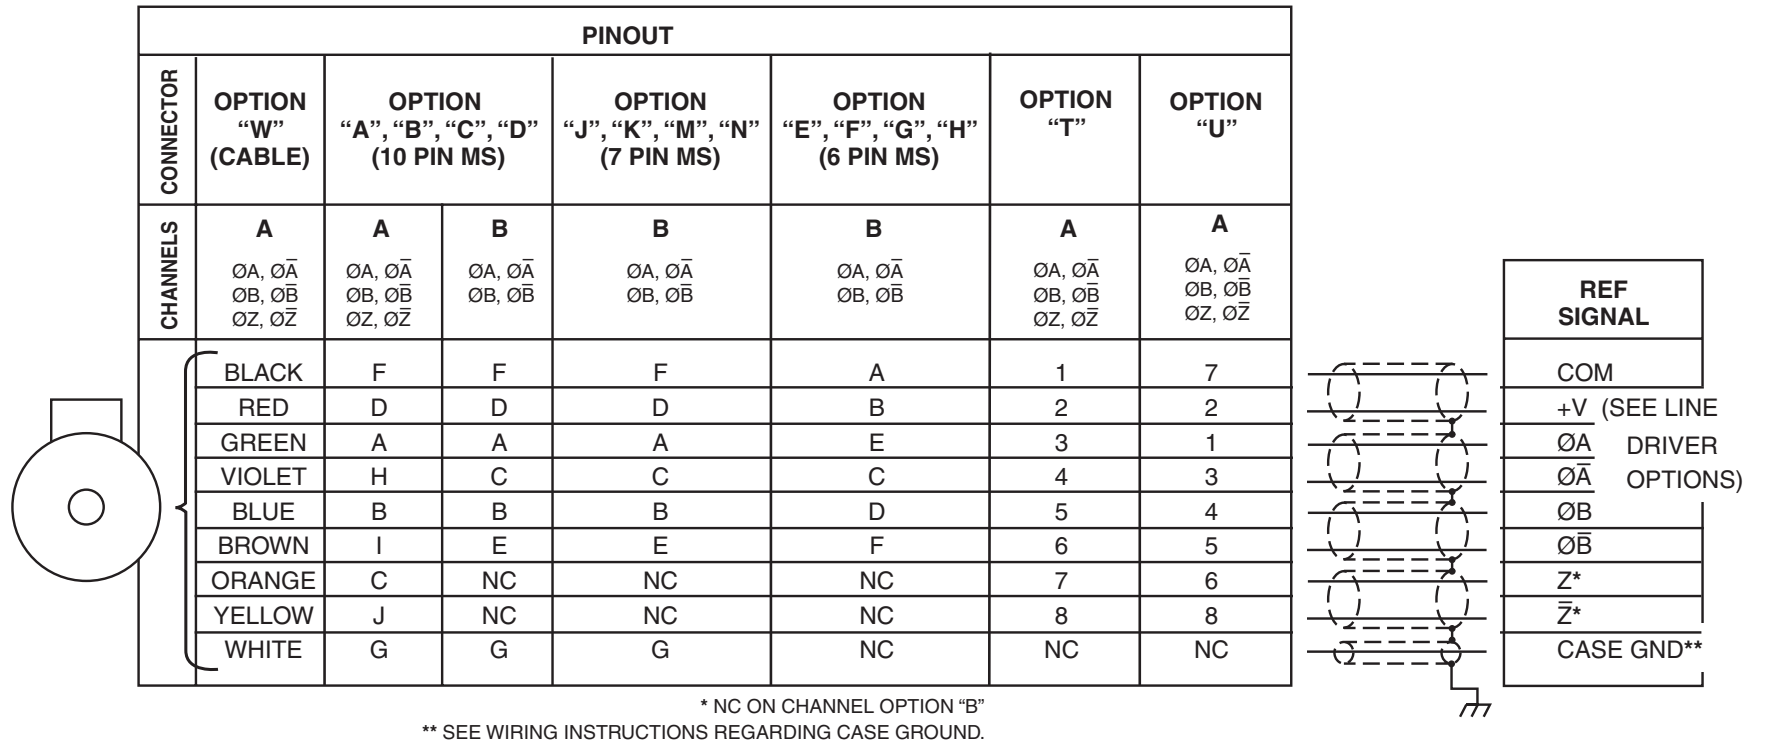 PINOUT
CONNECTOR
OPTION “W” (CABLE)
OPTION “A”, “B”, “C”, “D” (10 PIN MS)
OPTION “J”, “K”, “M”, “N” (7 PIN MS)
OPTION “E”, “F”, “G”, “H” (6 PIN MS)
OPTION “T”
OPTION “U”
CHANNELS
A ØA, ØA̅ ØB, ØB̅ ØZ, ØZ̅
A ØA, ØA̅ ØB, ØB̅ ØZ, ØZ̅
B ØA, ØA̅ ØB, ØB̅
B ØA, ØA̅ ØB, ØB̅
B ØA, ØA̅ ØB, ØB̅
A ØA, ØA̅ ØB, ØB̅ ØZ, ØZ̅
A ØA, ØA̅ ØB, ØB̅ ØZ, ØZ̅
REF SIGNAL
BLACK F F F A 1 7 COM
RED D D D B 2 2 +V (SEE LINE
GREEN A A A E 3 1 ØA DRIVER
VIOLET H C C C 4 3 ØA̅ OPTIONS)
BLUE B B B D 5 4 ØB
BROWN I E E F 6 5 ØB̅
ORANGE C NC NC NC 7 6 Z*
YELLOW J NC NC NC 8 8 Z̅*
WHITE G G G NC NC NC CASE GND**
* NC ON CHANNEL OPTION “B”
** SEE WIRING INSTRUCTIONS REGARDING CASE GROUND.